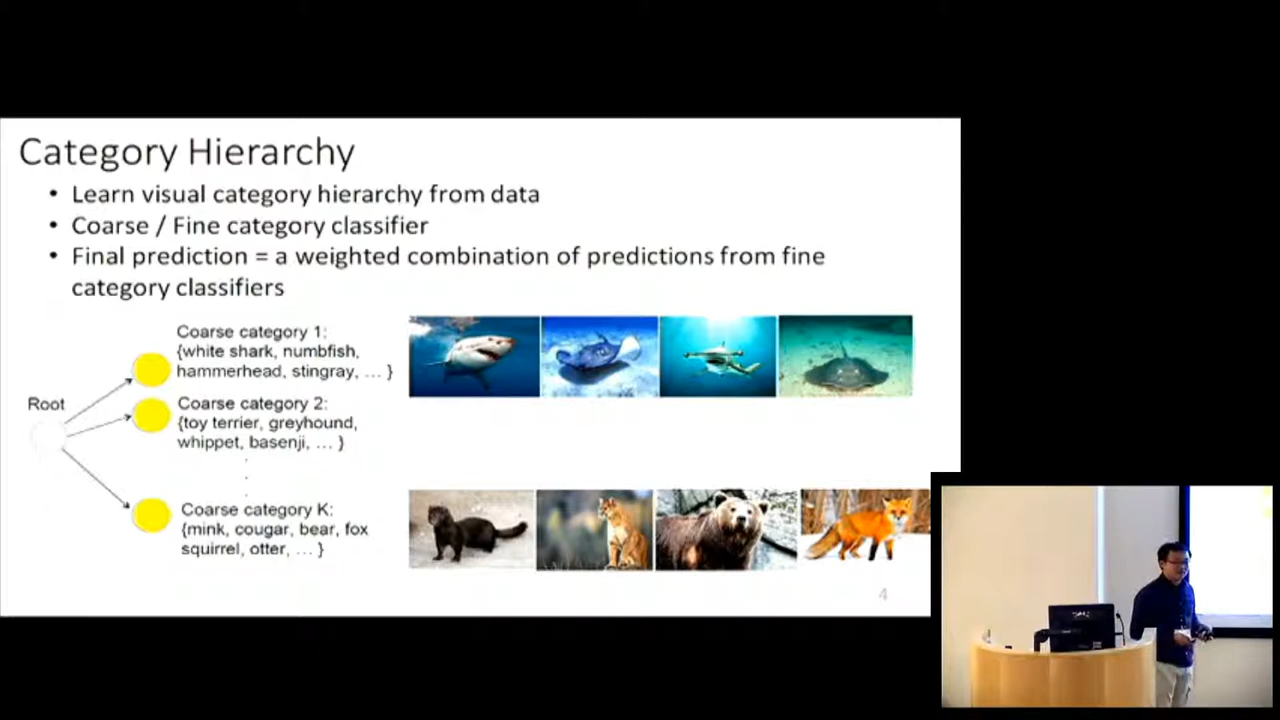 Category Hierarchy
• Learn visual category hierarchy from data
• Coarse / Fine category classifier
• Final prediction = a weighted combination of predictions from fine
category classifiers
Coarse category 1:
{white shark, numbfish,
hammerhead, stingray, … }
Root
Coarse category 2:
{toy terrier, greyhound,
whippet, basenji, … }
Coarse category K:
{mink, cougar, bear, fox
squirrel, otter, … }
4